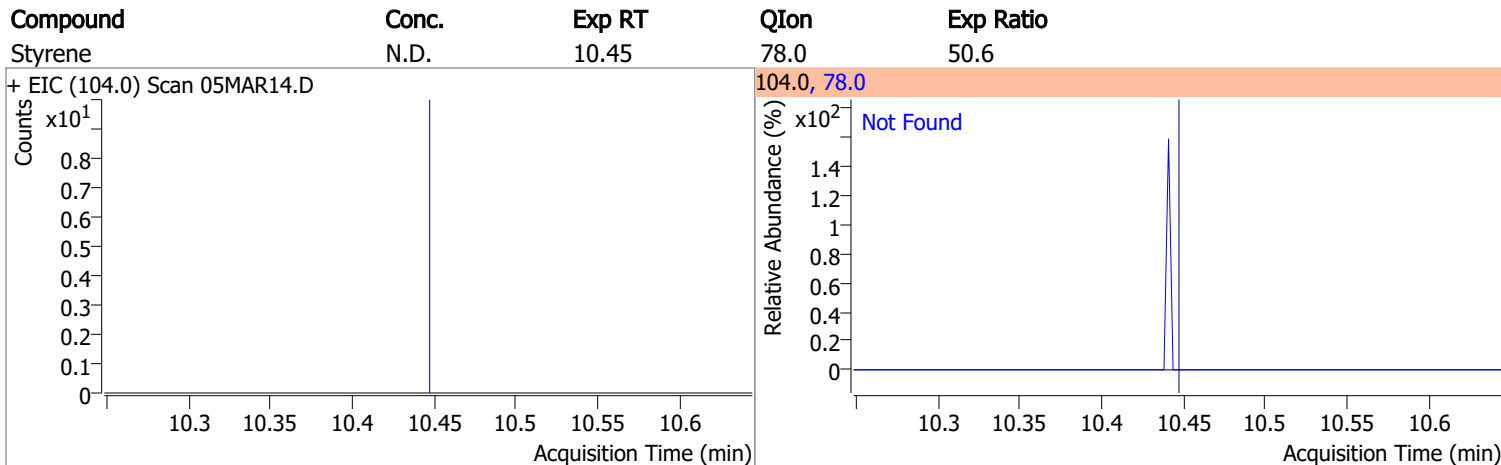 Compound Conc. Exp RT QIon Exp Ratio
Styrene N.D. 10.45 78.0 50.6
+ EIC (104.0) Scan 05MAR14.D
Counts
x10¹
0.8
0.7
0.6
0.5
0.4
0.3
0.2
0.1
0
10.3 10.35 10.4 10.45 10.5 10.55 10.6
Acquisition Time (min)
104.0, 78.0
Relative Abundance (%)
x10²
Not Found
1.4
1.2
1
0.8
0.6
0.4
0.2
0
10.3 10.35 10.4 10.45 10.5 10.55 10.6
Acquisition Time (min)